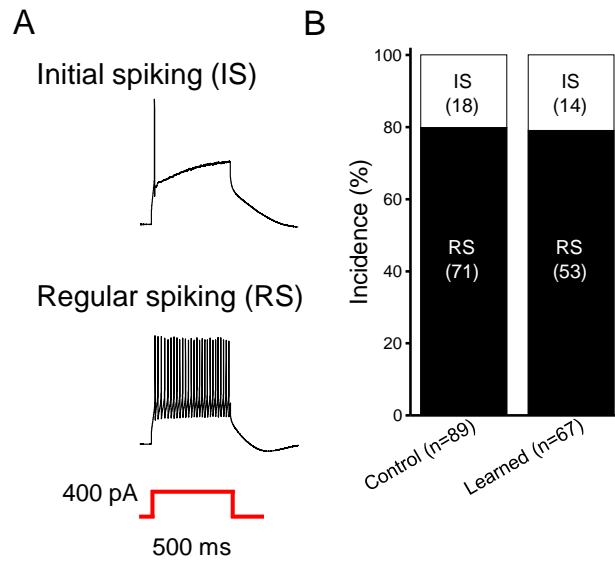 A
Initial spiking (IS)
Regular spiking (RS)
400 pA
500 ms
B
Incidence (%)
100
80
60
40
20
0
IS
(18)
RS
(71)
IS
(14)
RS
(53)
Control (n=89)
Learned (n=67)